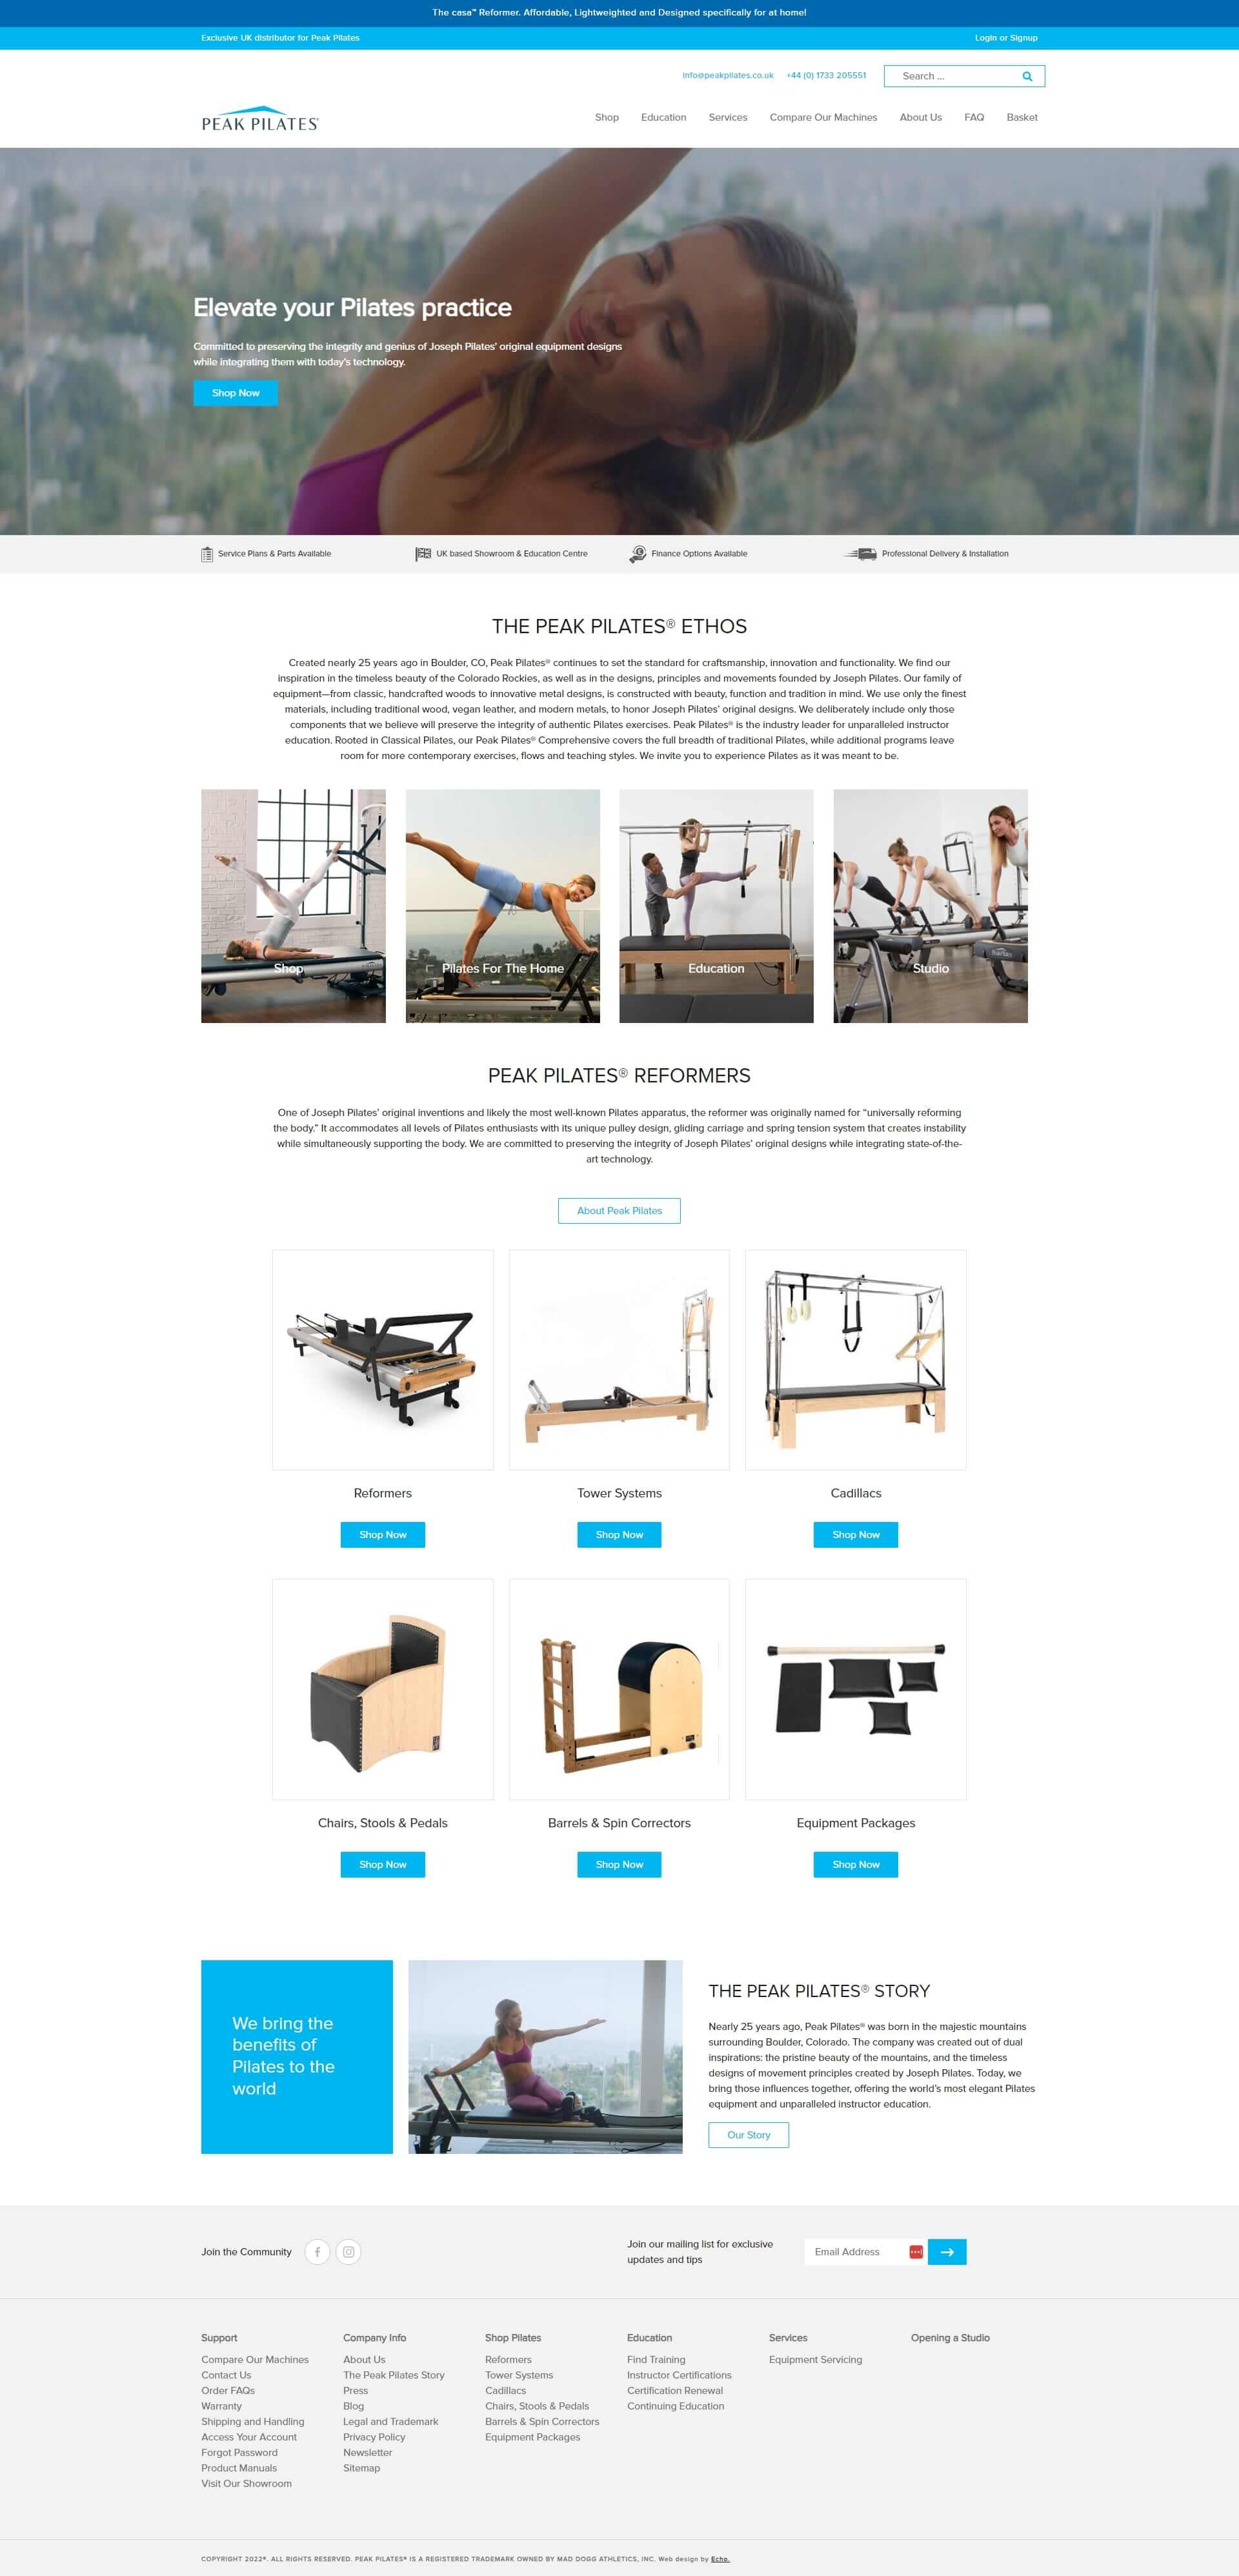 The casa™ Reformer. Affordable, Lightweighted and Designed specifically for at home!
Exclusive UK distributor for Peak Pilates
Login or Signup
info@peakpilates.co.uk
+44 (0) 1733 205551
Search ...
PEAK PILATES®
Shop
Education
Services
Compare Our Machines
About Us
FAQ
Basket
Elevate your Pilates practice
Committed to preserving the integrity and genius of Joseph Pilates' original equipment designs
while integrating them with today's technology.
Shop Now
Service Plans & Parts Available
UK based Showroom & Education Centre
Finance Options Available
Professional Delivery & Installation
THE PEAK PILATES® ETHOS
Created nearly 25 years ago in Boulder, CO, Peak Pilates® continues to set the standard for craftsmanship, innovation and functionality. We find our
inspiration in the timeless beauty of the Colorado Rockies, as well as in the designs, principles and movements founded by Joseph Pilates. Our family of
equipment—from classic, handcrafted woods to innovative metal designs, is constructed with beauty, function and tradition in mind. We use only the finest
materials, including traditional wood, vegan leather, and modern metals, to honor Joseph Pilates' original designs. We deliberately include only those
components that we believe will preserve the integrity of authentic Pilates exercises. Peak Pilates® is the industry leader for unparalleled instructor
education. Rooted in Classical Pilates, our Peak Pilates® Comprehensive covers the full breadth of traditional Pilates, while additional programs leave
room for more contemporary exercises, flows and teaching styles. We invite you to experience Pilates as it was meant to be.
Shop
Pilates For The Home
Education
Studio
PEAK PILATES® REFORMERS
One of Joseph Pilates' original inventions and likely the most well-known Pilates apparatus, the reformer was originally named for "universally reforming
the body." It accommodates all levels of Pilates enthusiasts with its unique pulley design, gliding carriage and spring tension system that creates instability
while simultaneously supporting the body. We are committed to preserving the integrity of Joseph Pilates' original designs while integrating state-of-the-
art technology.
About Peak Pilates
Reformers
Tower Systems
Cadillacs
Shop Now
Shop Now
Shop Now
Chairs, Stools & Pedals
Barrels & Spin Correctors
Equipment Packages
Shop Now
Shop Now
Shop Now
We bring the
benefits of
Pilates to the
world
THE PEAK PILATES® STORY
Nearly 25 years ago, Peak Pilates® was born in the majestic mountains
surrounding Boulder, Colorado. The company was created out of dual
inspirations: the pristine beauty of the mountains, and the timeless
designs of movement principles created by Joseph Pilates. Today, we
bring those influences together, offering the world's most elegant Pilates
equipment and unparalleled instructor education.
Our Story
Join the Community
Join our mailing list for exclusive
updates and tips
Email Address
Support
Compare Our Machines
Contact Us
Order FAQs
Warranty
Shipping and Handling
Access Your Account
Forgot Password
Product Manuals
Visit Our Showroom
Company Info
About Us
The Peak Pilates Story
Press
Blog
Legal and Trademark
Privacy Policy
Newsletter
Sitemap
Shop Pilates
Reformers
Tower Systems
Cadillacs
Chairs, Stools & Pedals
Barrels & Spin Correctors
Equipment Packages
Education
Find Training
Instructor Certifications
Certification Renewal
Continuing Education
Services
Equipment Servicing
Opening a Studio
COPYRIGHT 2022®. ALL RIGHTS RESERVED. PEAK PILATES® IS A REGISTERED TRADEMARK OWNED BY MAD DOGG ATHLETICS, INC. Web design by Echo.